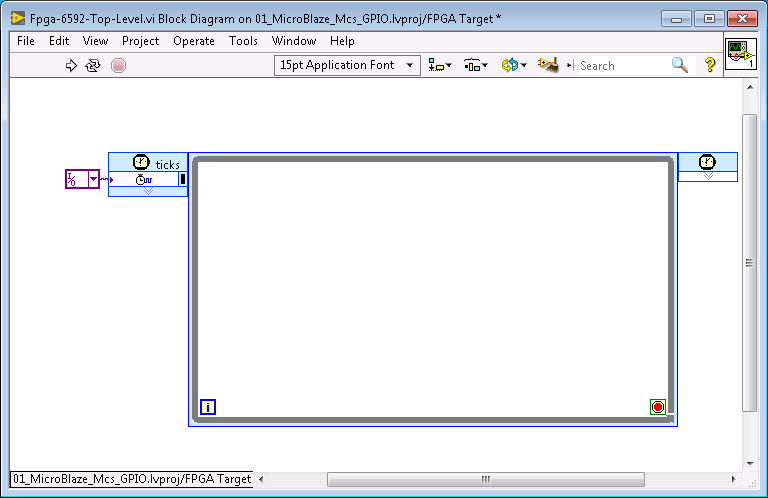 Fpga-6592-Top-Level.vi Block Diagram on 01_MicroBlaze_Mcs_GPIO.lvproj/FPGA Target *
File Edit View Project Operate Tools Window Help
15pt Application Font Search ? 1
ticks
I/O
i
01_MicroBlaze_Mcs_GPIO.lvproj/FPGA Target